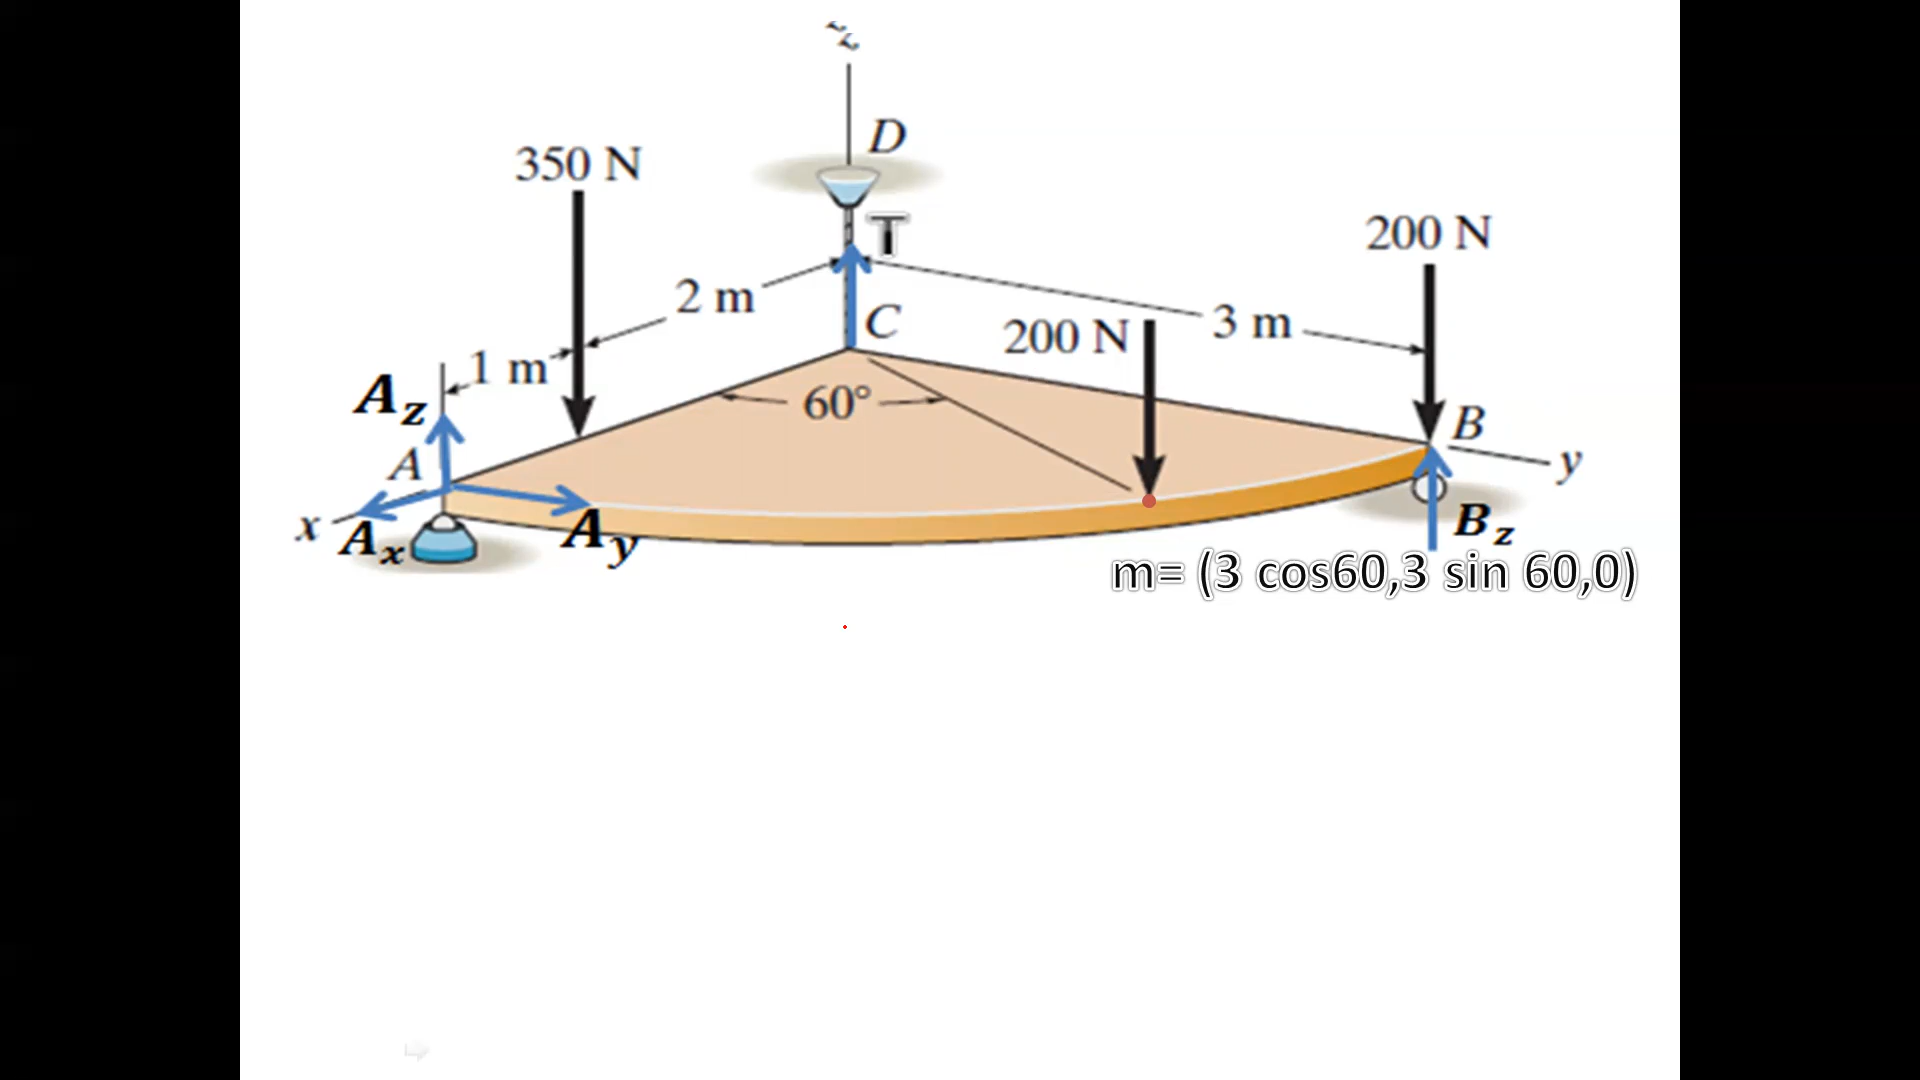 z
D
350 N
T
200 N
2 m
C
3 m
200 N
1 m
A_z
60°
B
A
y
x
A_x
A_y
B_z
m= (3 cos60,3 sin 60,0)